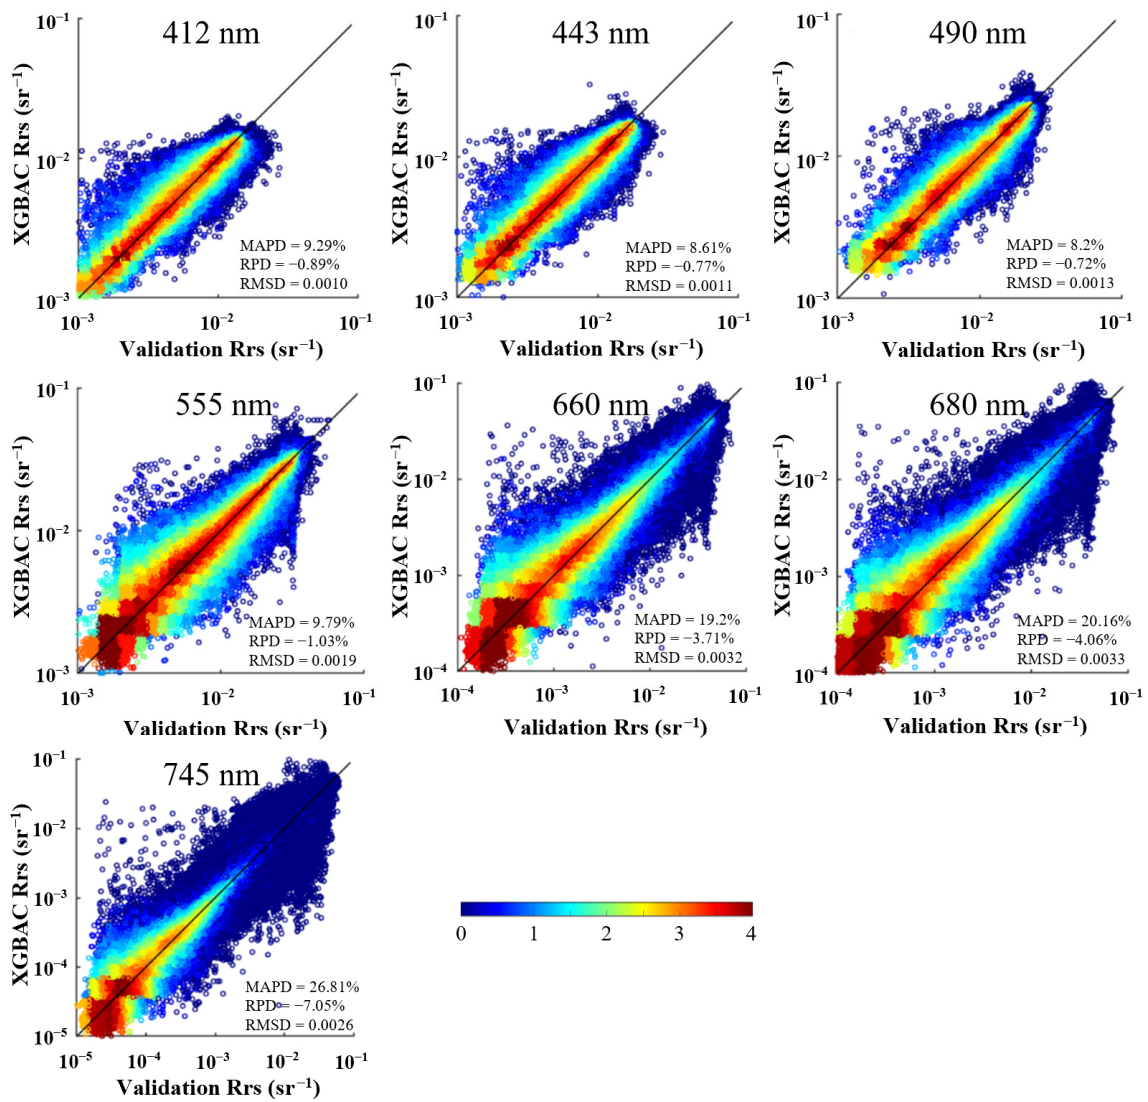 412 nm
443 nm
490 nm
10⁻¹
10⁻²
10⁻³
XGBAC Rrs (sr⁻¹)
MAPD = 9.29%
RPD = −0.89%
RMSD = 0.0010
10⁻³
10⁻²
10⁻¹
Validation Rrs (sr⁻¹)
10⁻¹
10⁻²
10⁻³
XGBAC Rrs (sr⁻¹)
MAPD = 8.61%
RPD = −0.77%
RMSD = 0.0011
10⁻³
10⁻²
10⁻¹
Validation Rrs (sr⁻¹)
10⁻¹
10⁻²
10⁻³
XGBAC Rrs (sr⁻¹)
MAPD = 8.2%
RPD = −0.72%
RMSD = 0.0013
10⁻³
10⁻²
10⁻¹
Validation Rrs (sr⁻¹)
555 nm
660 nm
680 nm
10⁻¹
10⁻²
10⁻³
XGBAC Rrs (sr⁻¹)
MAPD = 9.79%
RPD = −1.03%
RMSD = 0.0019
10⁻³
10⁻²
10⁻¹
Validation Rrs (sr⁻¹)
10⁻¹
10⁻²
10⁻³
10⁻⁴
XGBAC Rrs (sr⁻¹)
MAPD = 19.2%
RPD = −3.71%
RMSD = 0.0032
10⁻⁴
10⁻³
10⁻²
10⁻¹
Validation Rrs (sr⁻¹)
10⁻¹
10⁻²
10⁻³
10⁻⁴
XGBAC Rrs (sr⁻¹)
MAPD = 20.16%
RPD = −4.06%
RMSD = 0.0033
10⁻⁴
10⁻³
10⁻²
10⁻¹
Validation Rrs (sr⁻¹)
745 nm
10⁻¹
10⁻²
10⁻³
10⁻⁴
10⁻⁵
XGBAC Rrs (sr⁻¹)
MAPD = 26.81%
RPD = −7.05%
RMSD = 0.0026
10⁻⁵
10⁻⁴
10⁻³
10⁻²
10⁻¹
Validation Rrs (sr⁻¹)
0 1 2 3 4